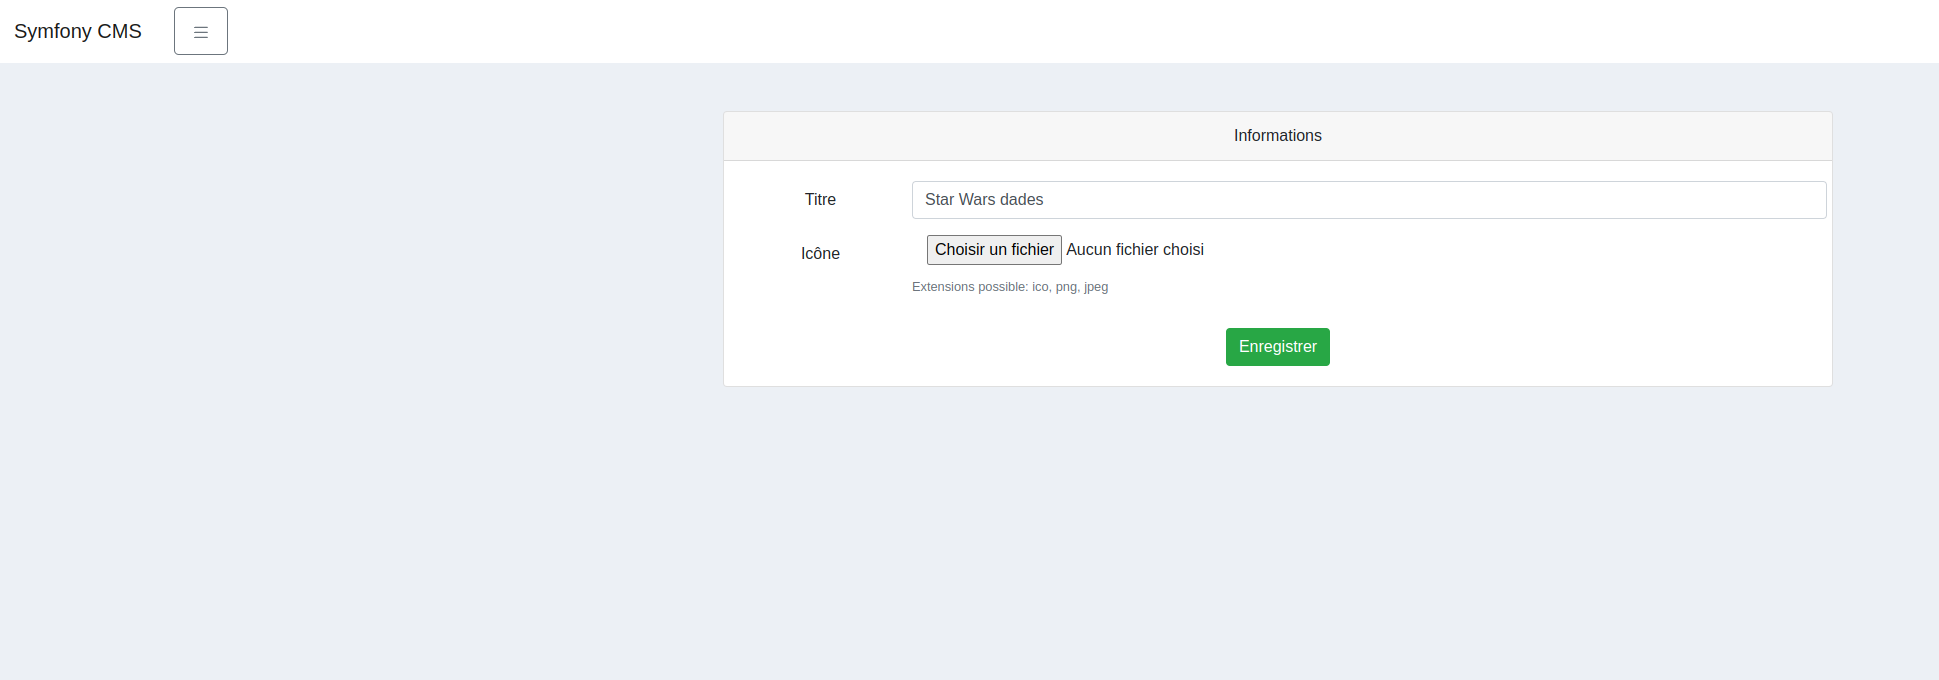 Symfony CMS
Informations
Titre
Star Wars dades
Icône
Choisir un fichier Aucun fichier choisi
Extensions possible: ico, png, jpeg
Enregistrer